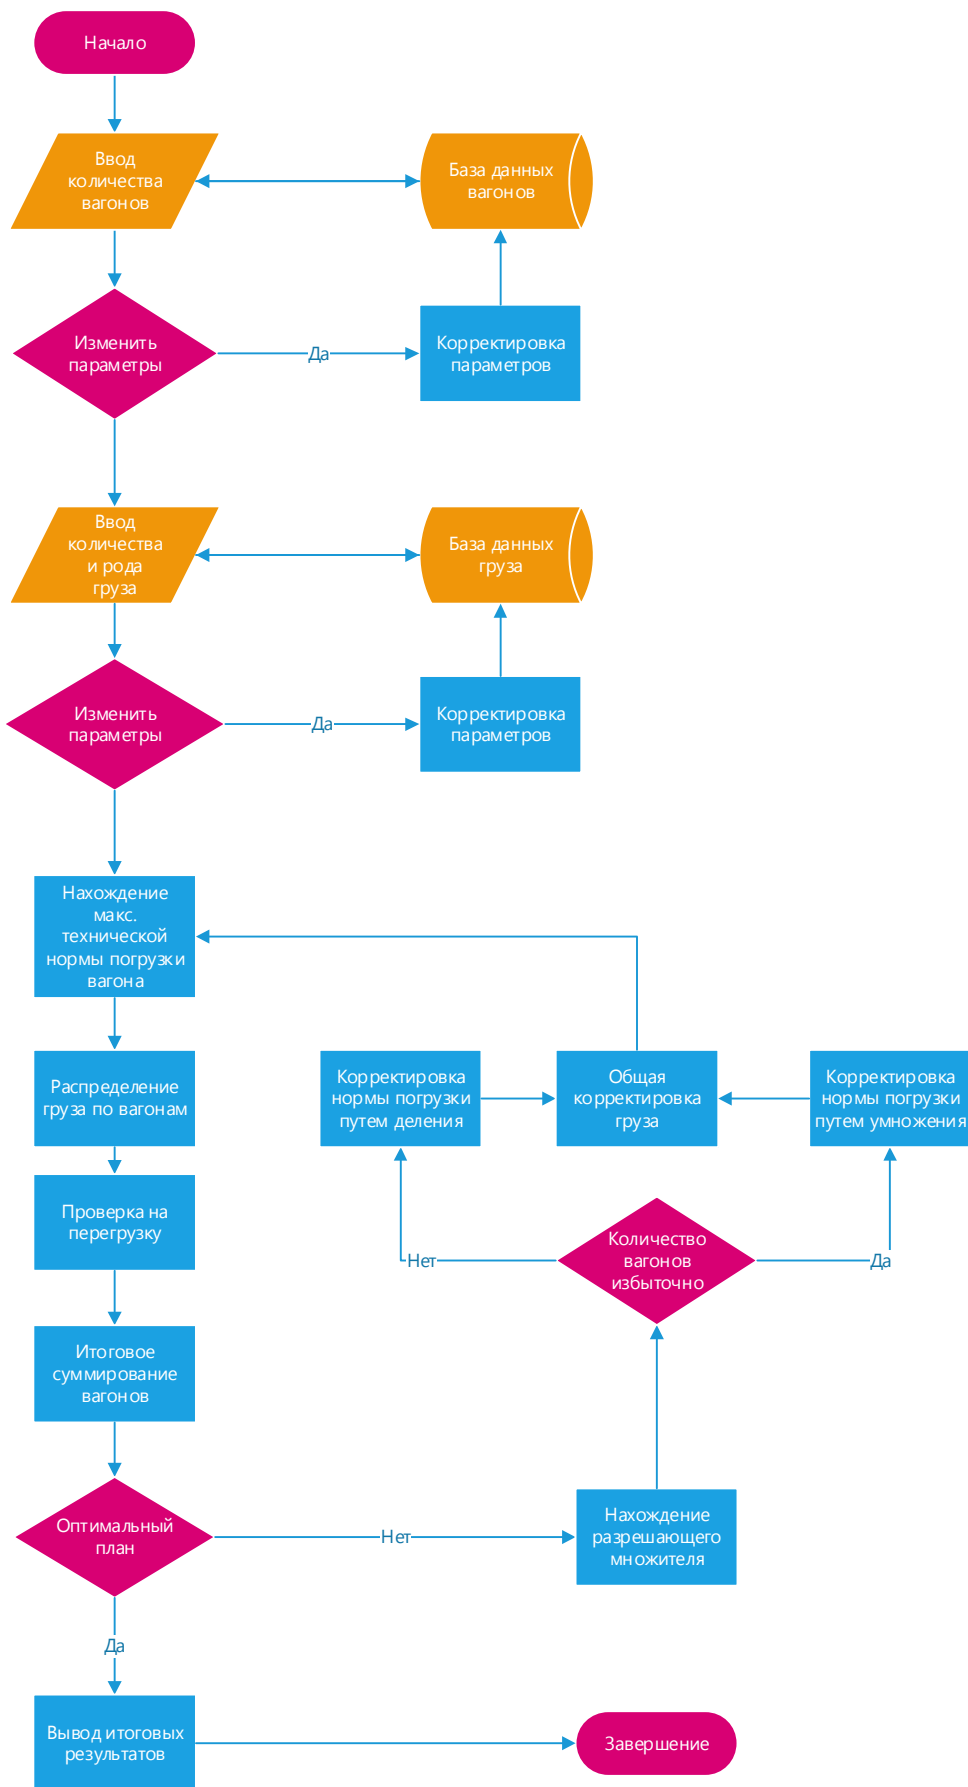 Начало
Ввод
количества
вагонов
База данных
вагонов
Изменить
параметры
Да
Корректировка
параметров
Ввод
количества
и рода
груза
База данных
груза
Изменить
параметры
Да
Корректировка
параметров
Нахождение
макс.
технической
нормы погрузки
вагона
Распределение
груза по вагонам
Корректировка
нормы погрузки
путем деления
Общая
корректировка
груза
Корректировка
нормы погрузки
путем умножения
Проверка на
перегрузку
Количество
вагонов
избыточно
Нет
Да
Итоговое
суммирование
вагонов
Оптимальный
план
Нет
Нахождение
разрешающего
множителя
Да
Вывод итоговых
результатов
Завершение